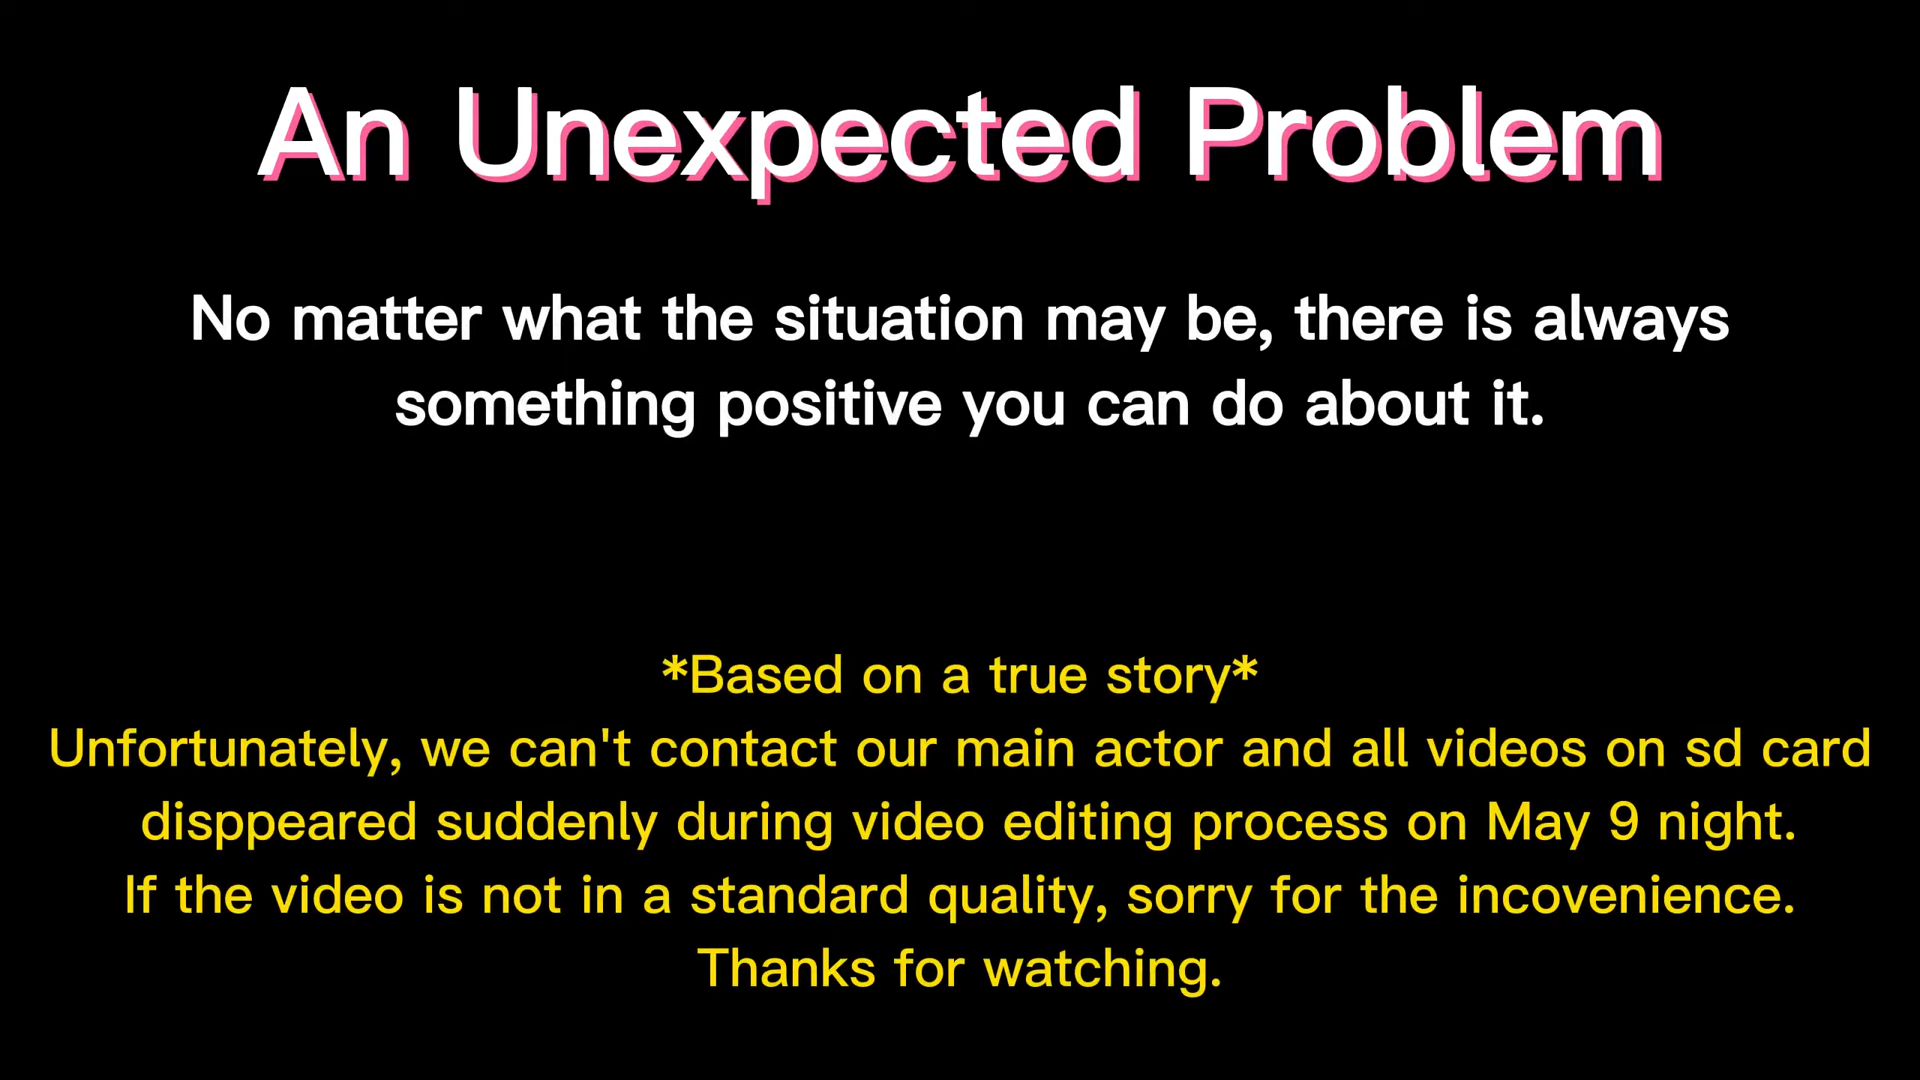 An Unexpected Problem
No matter what the situation may be, there is always
something positive you can do about it.
*Based on a true story*
Unfortunately, we can't contact our main actor and all videos on sd card
disppeared suddenly during video editing process on May 9 night.
If the video is not in a standard quality, sorry for the incovenience.
Thanks for watching.